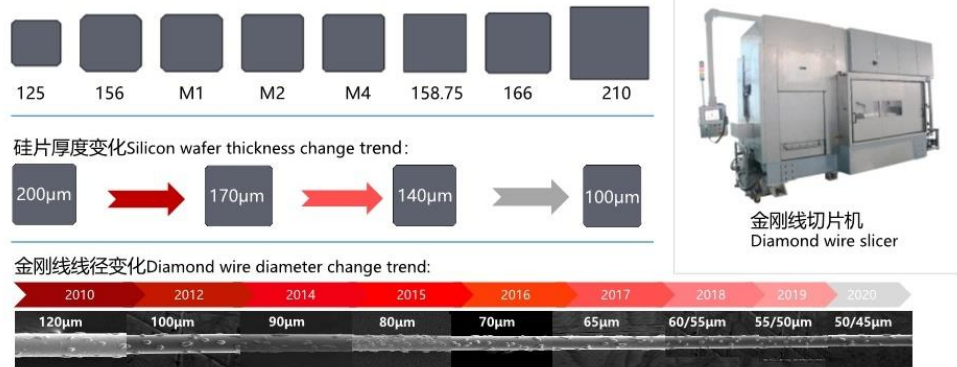 125 156 M1 M2 M4 158.75 166 210
硅片厚度变化Silicon wafer thickness change trend:
200μm 170μm 140μm 100μm
金刚线切片机
Diamond wire slicer
金刚线线径变化Diamond wire diameter change trend:
2010 2012 2014 2015 2016 2017 2018 2019 2020
120μm 100μm 90μm 80μm 70μm 65μm 60/55μm 55/50μm 50/45μm